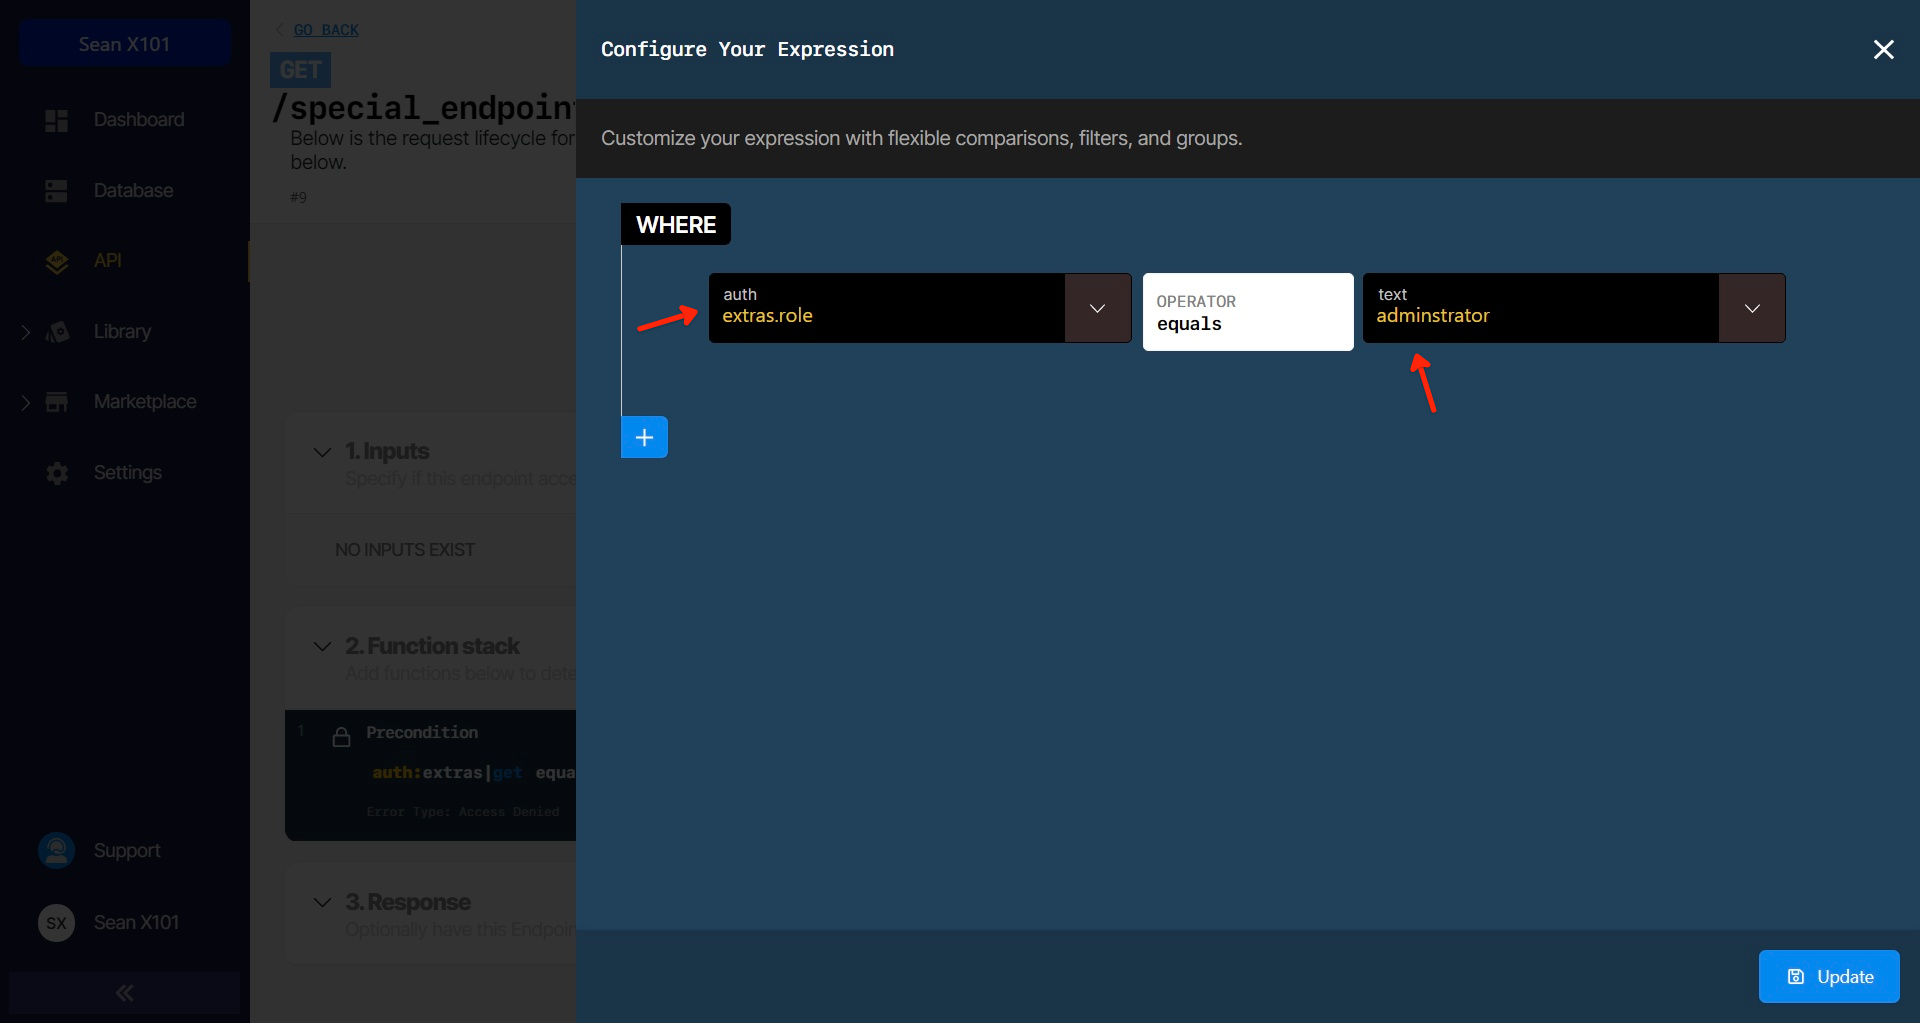 Sean X101
Dashboard
Database
API
Library
Marketplace
Settings
Support
SX
Sean X101
GO BACK
GET
/special_endpoin
Below is the request lifecycle for
below.
#9
1. Inputs
Specify if this endpoint acce
NO INPUTS EXIST
2. Function stack
Add functions below to dete
1
Precondition
auth:extras|get equa
Error Type: Access Denied
3. Response
Optionally have this Endpoin
Configure Your Expression
Customize your expression with flexible comparisons, filters, and groups.
WHERE
auth
extras.role
OPERATOR
equals
text
adminstrator
Update